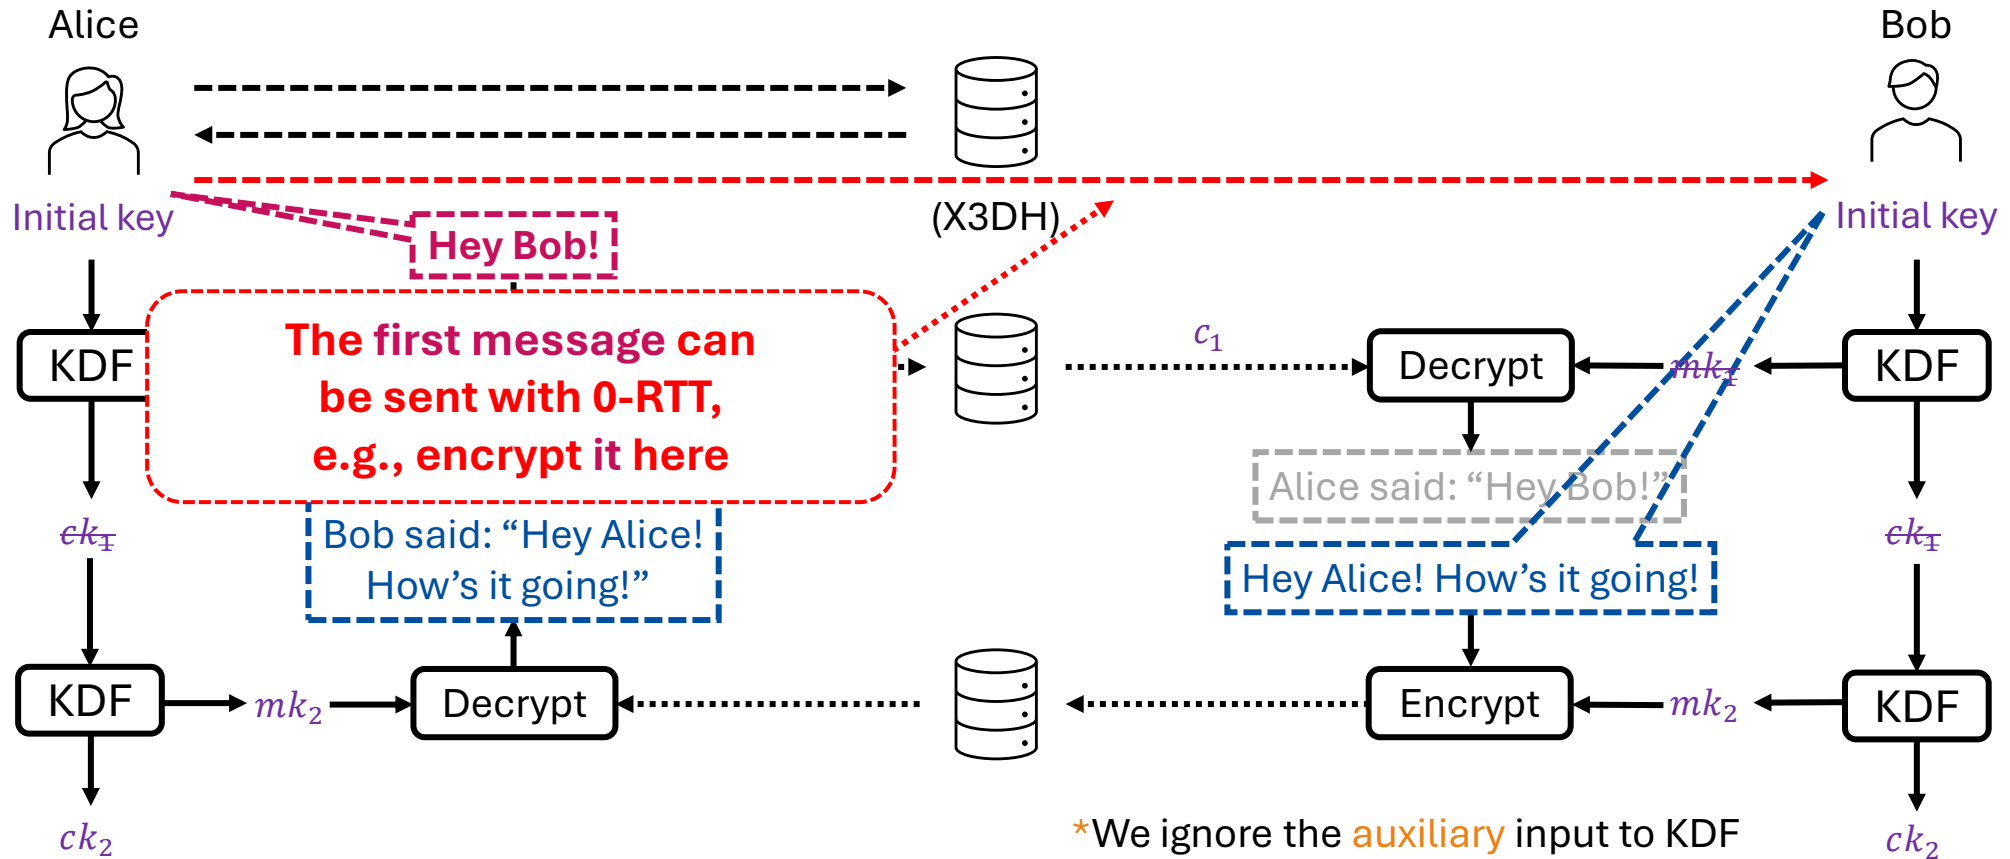 Alice
Bob
Initial key
(X3DH)
Initial key
Hey Bob!
The first message can
be sent with 0-RTT,
e.g., encrypt it here
KDF
c₁
Decrypt
mk₁
KDF
Alice said: “Hey Bob!”
ck₁
Bob said: “Hey Alice!
How’s it going!”
ck₁
Hey Alice! How’s it going!
KDF
mk₂
Decrypt
Encrypt
mk₂
KDF
ck₂
*We ignore the auxiliary input to KDF
ck₂